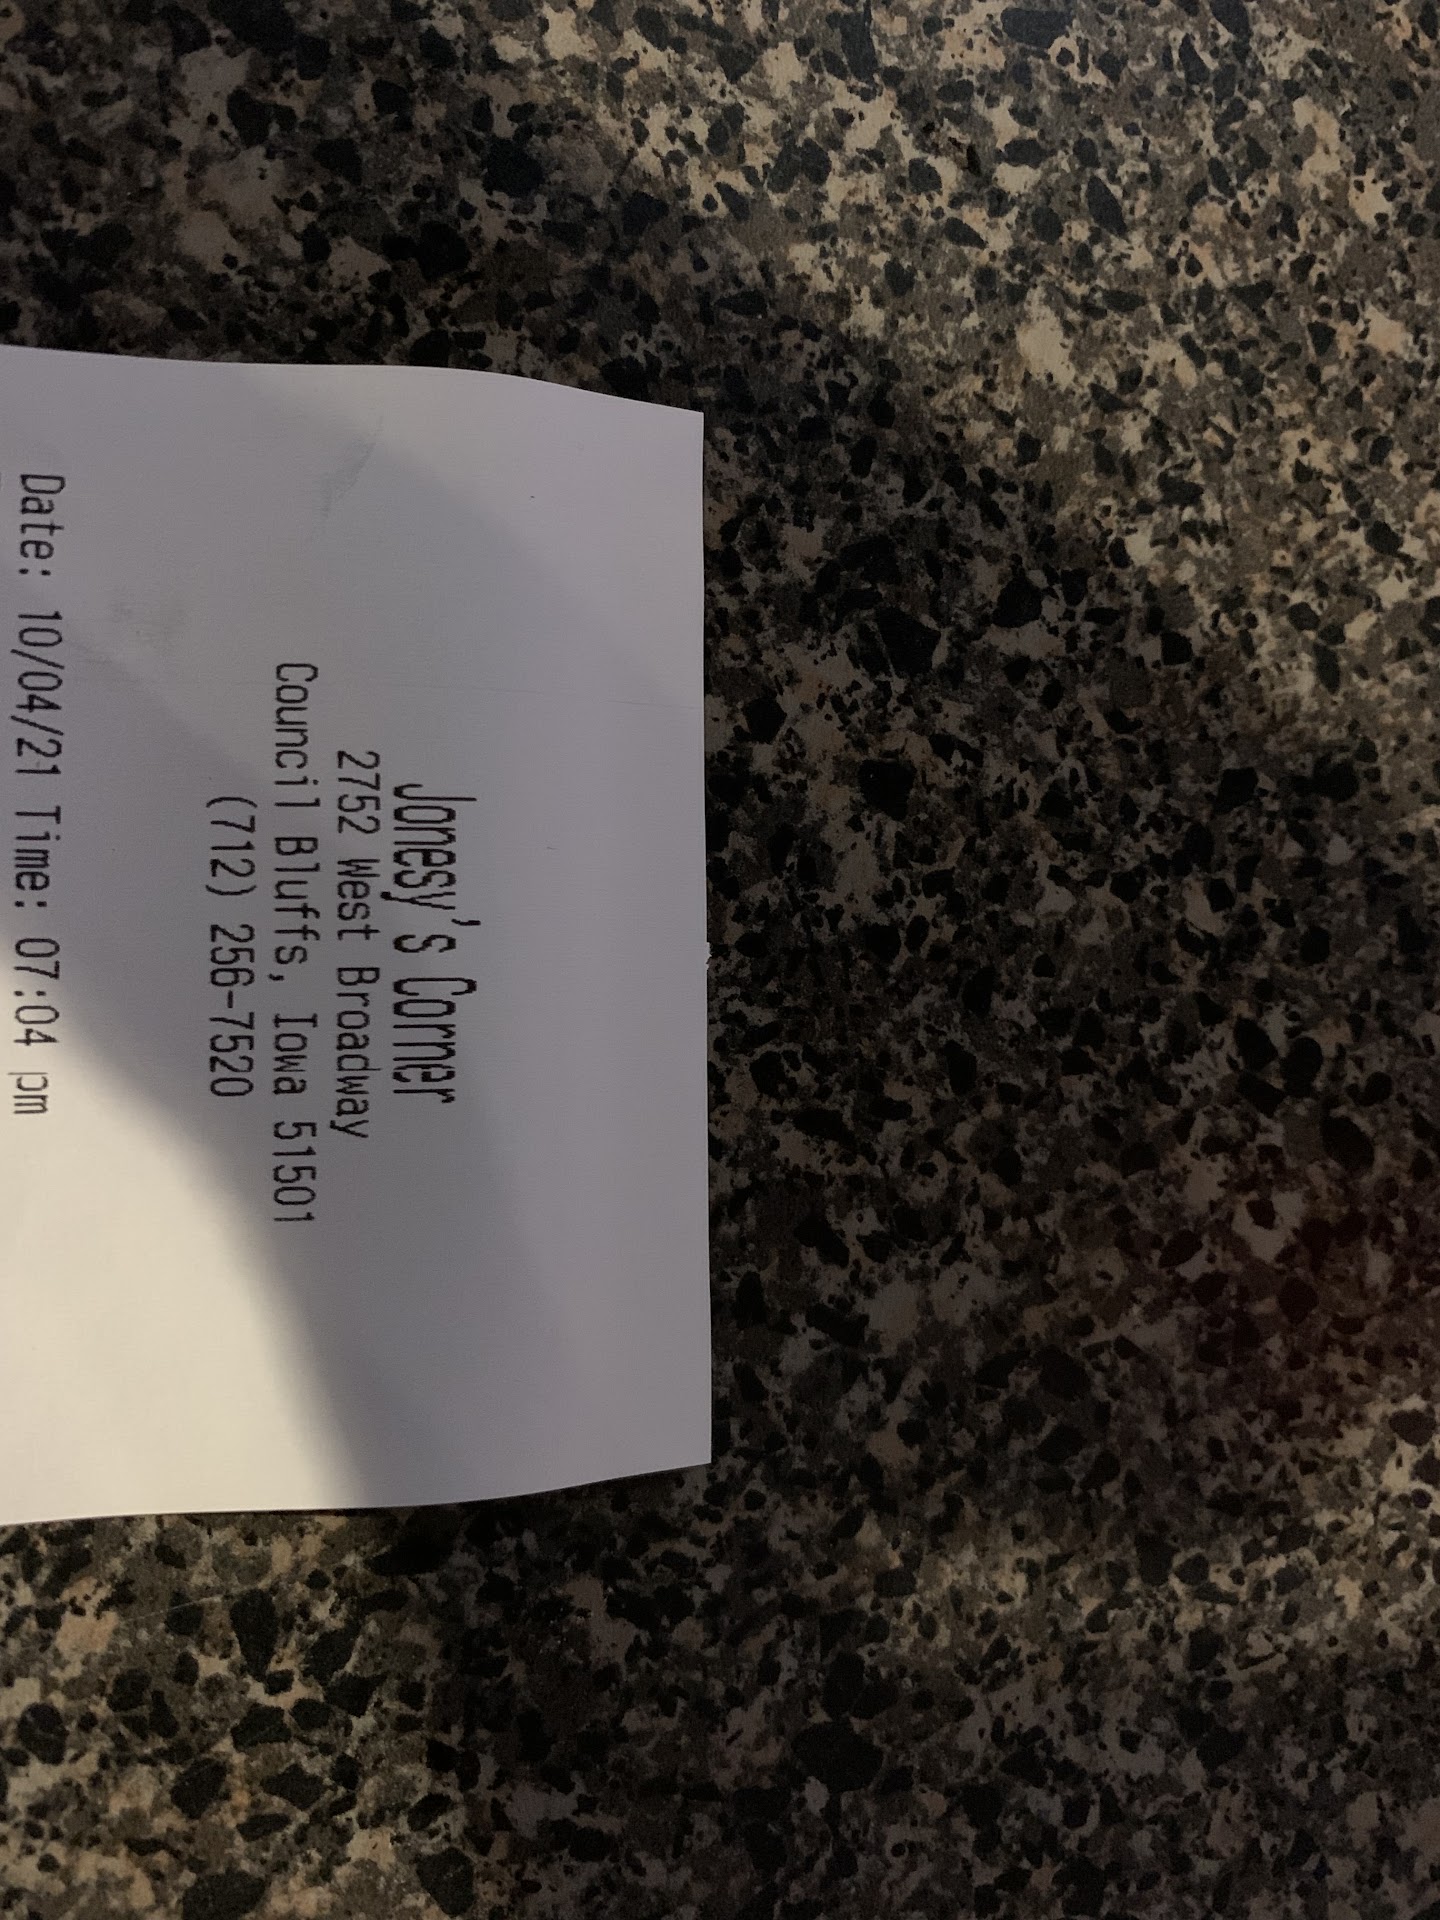 Jonesy's Corner
2752 West Broadway
Council Bluffs, Iowa 51501
(712) 256-7520
Date: 10/04/21 Time: 07:04 pm